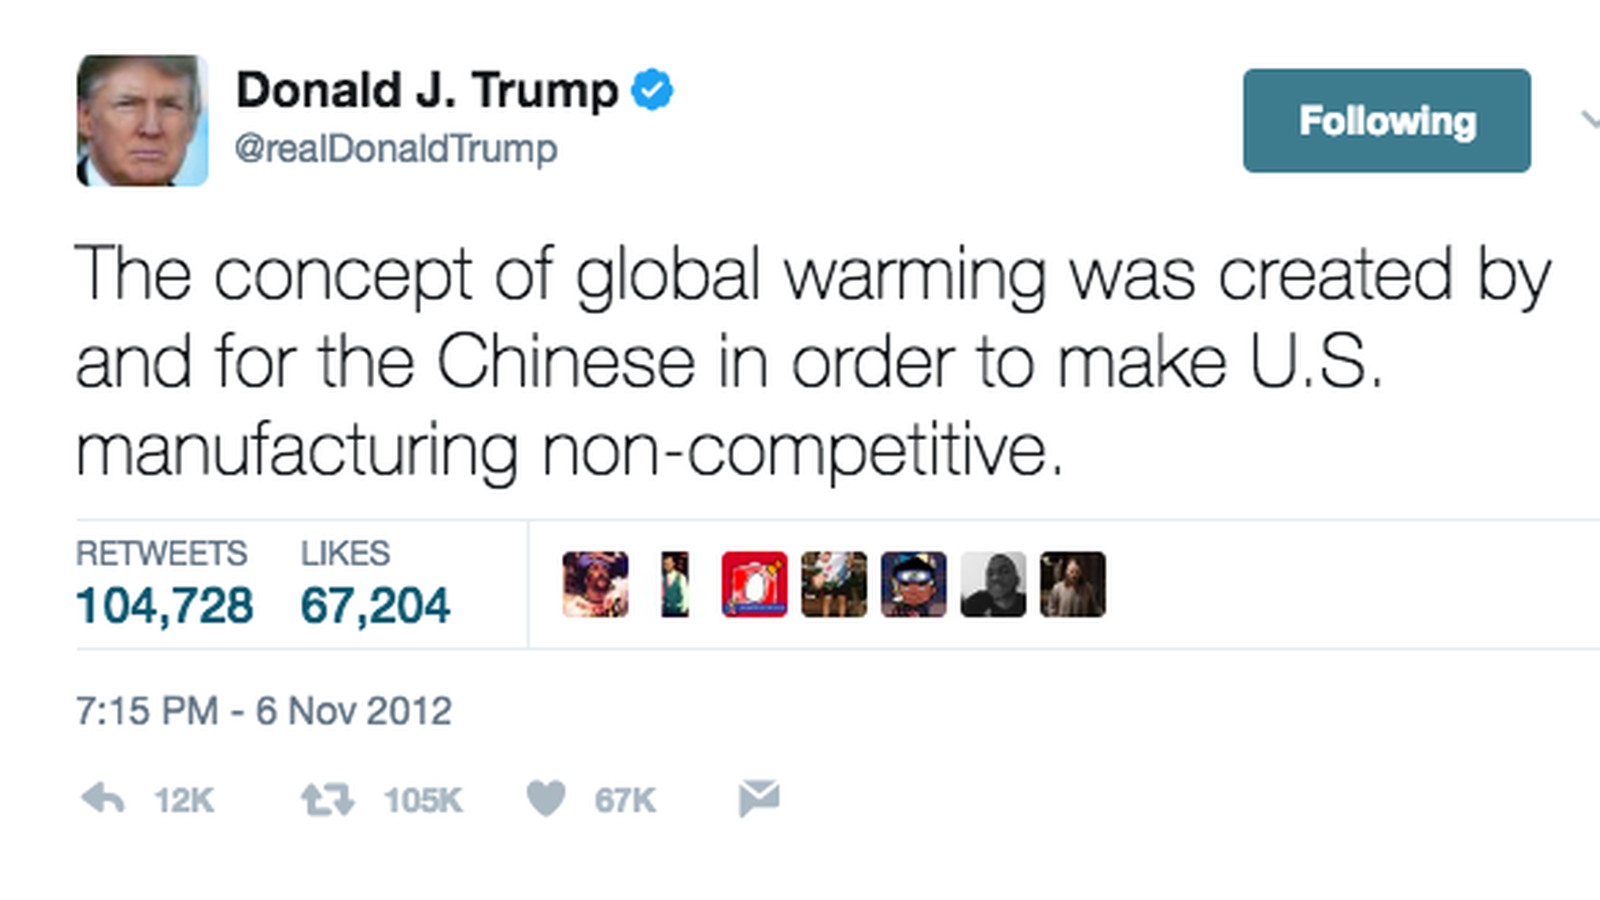 Donald J. Trump
@realDonaldTrump
Following
The concept of global warming was created by
and for the Chinese in order to make U.S.
manufacturing non-competitive.
RETWEETS LIKES
104,728 67,204
7:15 PM - 6 Nov 2012
12K 105K 67K